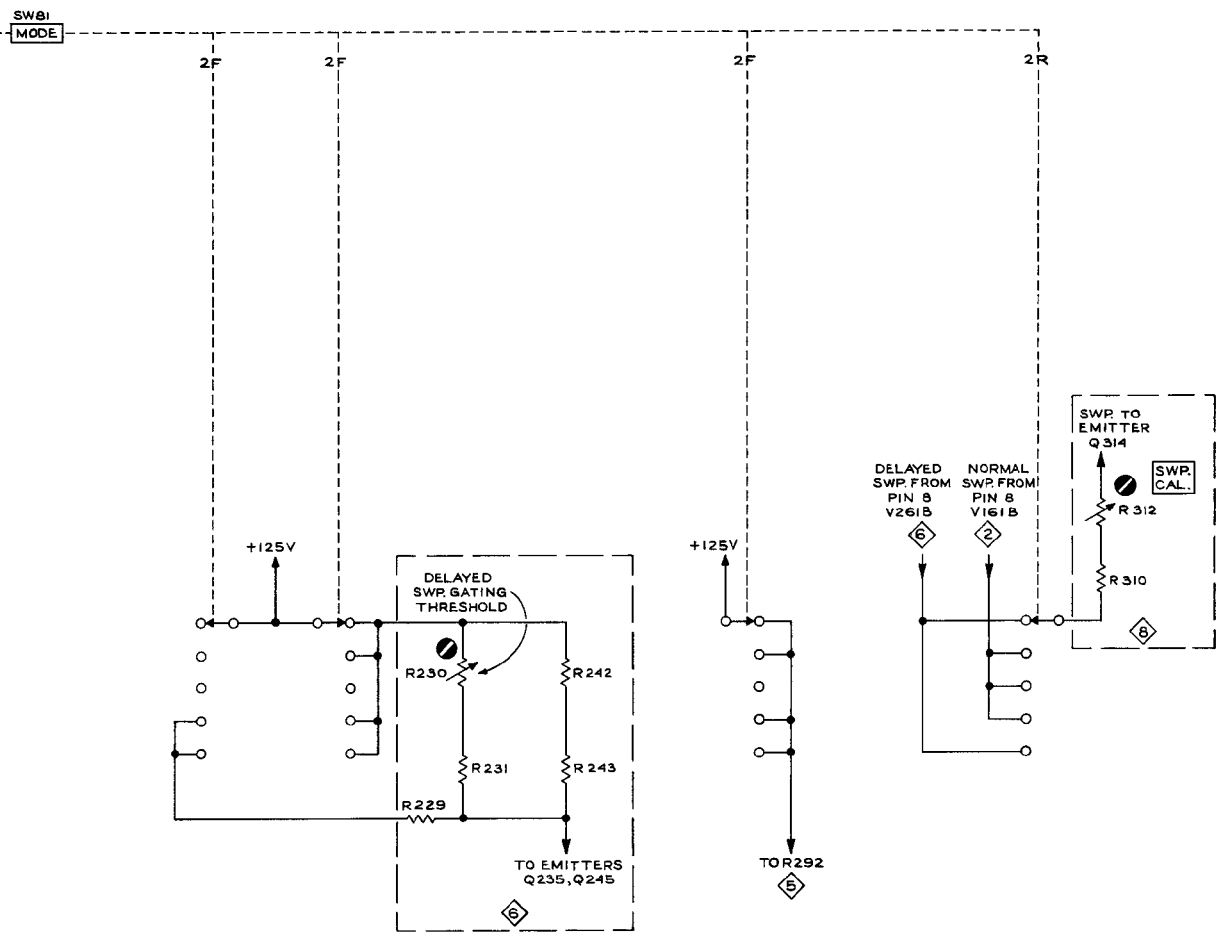 SW81
MODE
2F
2F
2F
2R
SWP. TO
EMITTER
Q314
SWP.
CAL.
R312
R310
8
DELAYED
SWP. FROM
PIN 8
V261B
6
NORMAL
SWP. FROM
PIN 8
V161B
2
+125V
DELAYED
SWP. GATING
THRESHOLD
R230
R242
R231
R243
R229
TO EMITTERS
Q235, Q245
6
+125V
TO R292
5